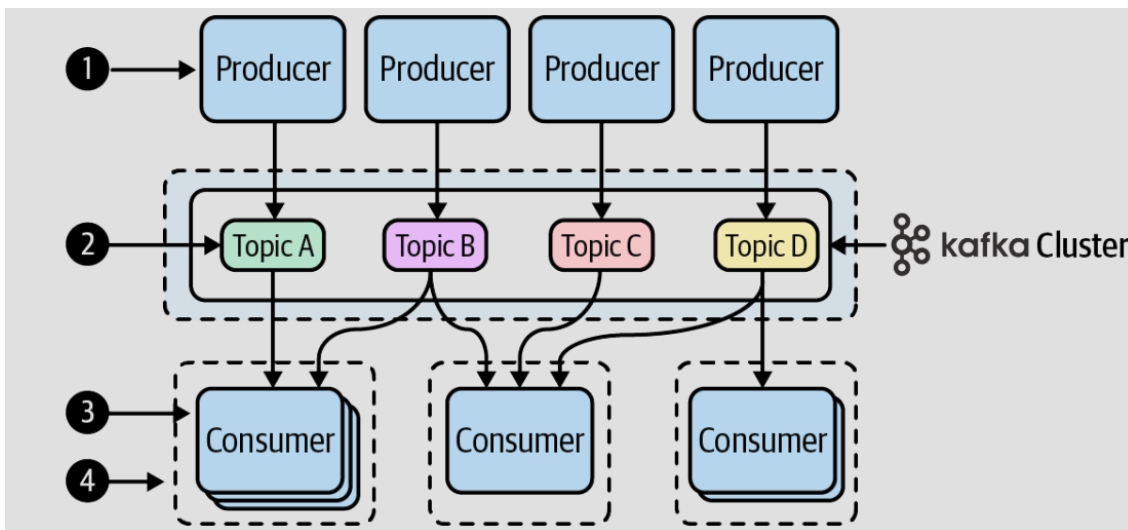 1
Producer
Producer
Producer
Producer
2
Topic A
Topic B
Topic C
Topic D
kafka Cluster
3
Consumer
Consumer
Consumer
4